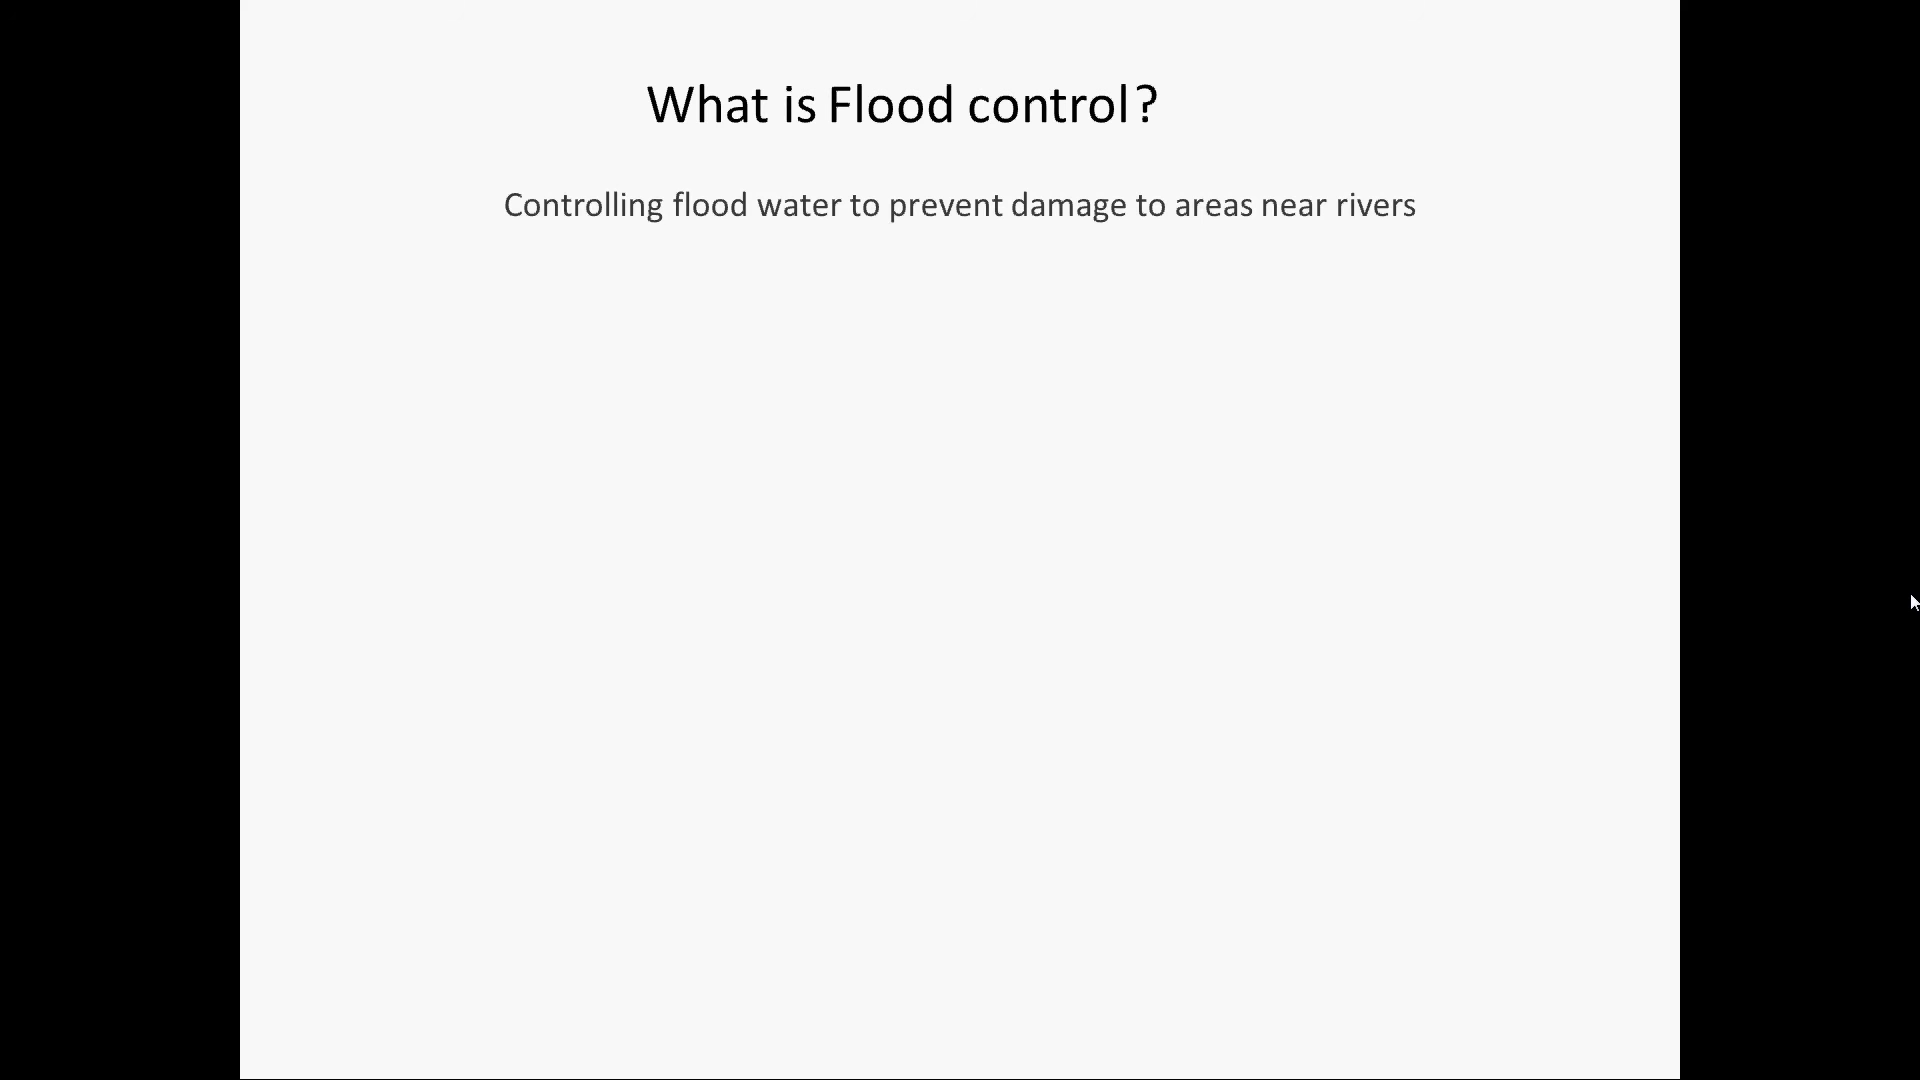 What is Flood control?
Controlling flood water to prevent damage to areas near rivers